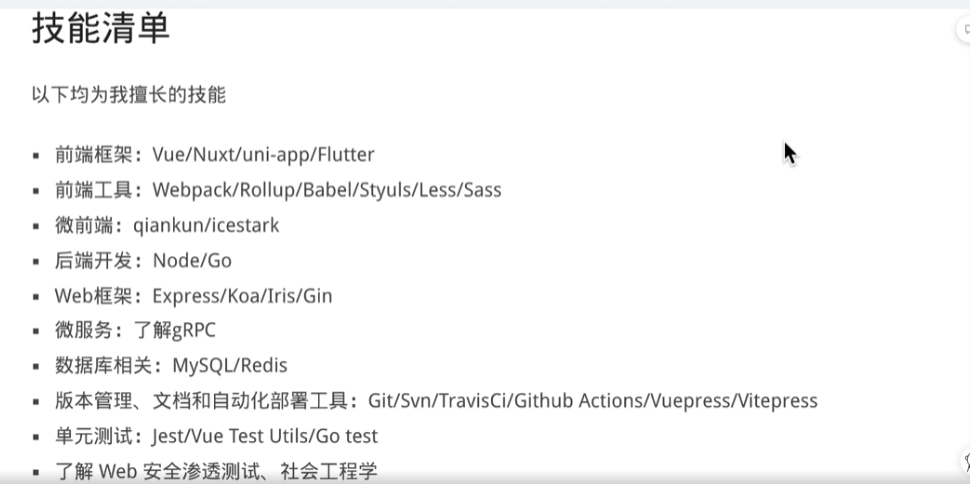 技能清单
以下均为我擅长的技能
▪ 前端框架：Vue/Nuxt/uni-app/Flutter
▪ 前端工具：Webpack/Rollup/Babel/Styuls/Less/Sass
▪ 微前端：qiankun/icestark
▪ 后端开发：Node/Go
▪ Web框架：Express/Koa/Iris/Gin
▪ 微服务：了解gRPC
▪ 数据库相关：MySQL/Redis
▪ 版本管理、文档和自动化部署工具：Git/Svn/TravisCi/Github Actions/Vuepress/Vitepress
▪ 单元测试：Jest/Vue Test Utils/Go test
▪ 了解 Web 安全渗透测试、社会工程学